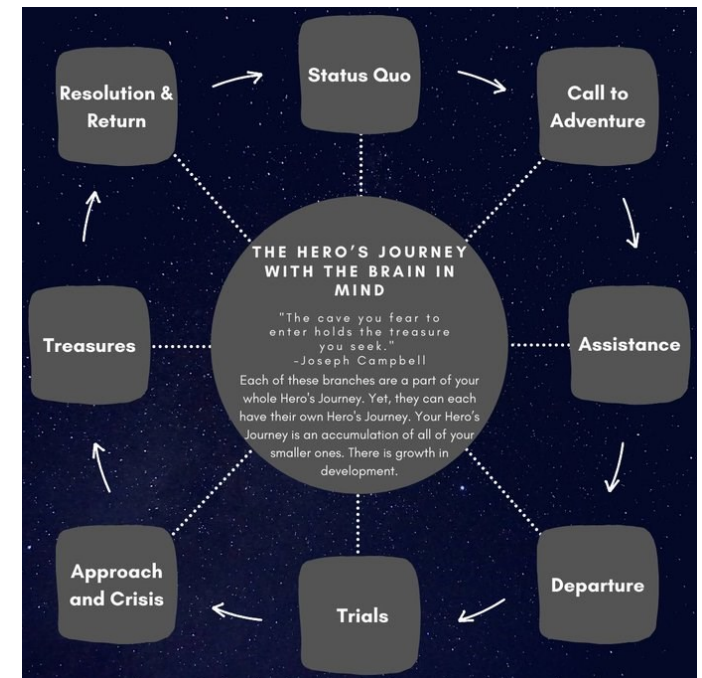 Status Quo
Call to
Adventure
Assistance
Departure
Trials
Approach
and Crisis
Treasures
Resolution &
Return
THE HERO'S JOURNEY
WITH THE BRAIN IN
MIND
"The cave you fear to
enter holds the treasure
you seek."
-Joseph Campbell
Each of these branches are a part of your
whole Hero's Journey. Yet, they can each
have their own Hero's Journey. Your Hero's
Journey is an accumulation of all of your
smaller ones. There is growth in
development.